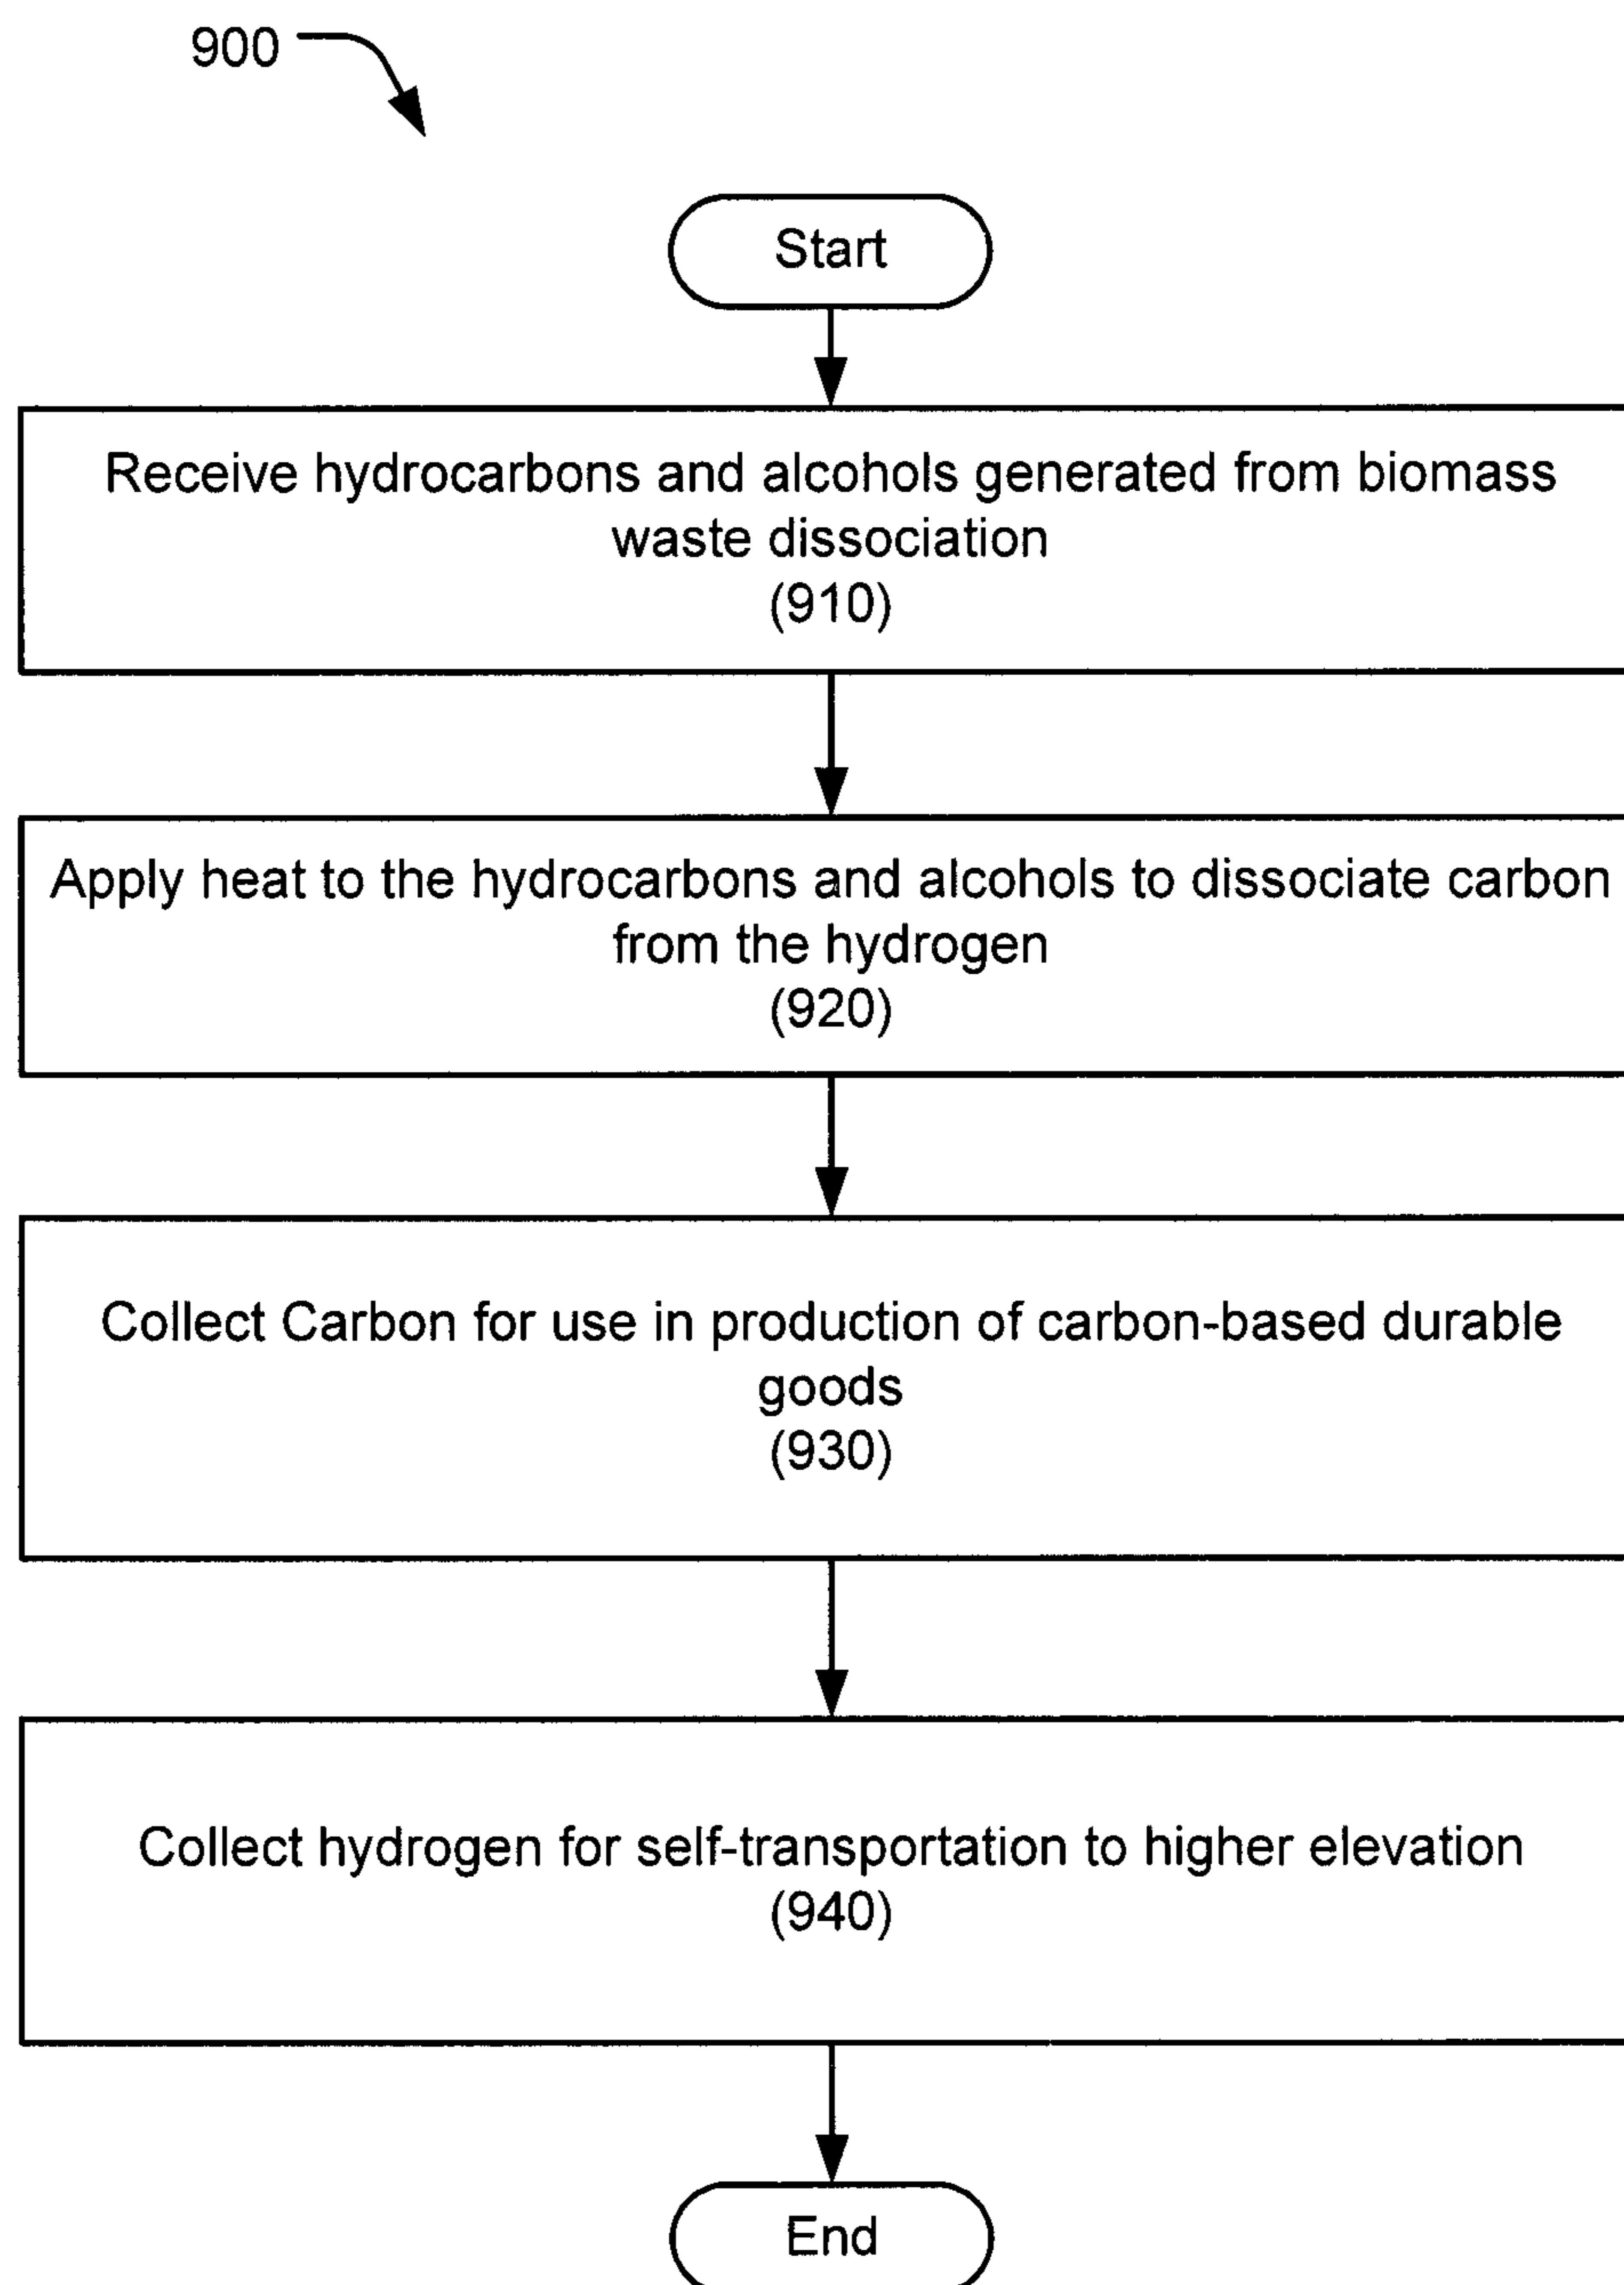 900
Start
Receive hydrocarbons and alcohols generated from biomass
waste dissociation
(910)
Apply heat to the hydrocarbons and alcohols to dissociate carbon
from the hydrogen
(920)
Collect Carbon for use in production of carbon-based durable
goods
(930)
Collect hydrogen for self-transportation to higher elevation
(940)
End